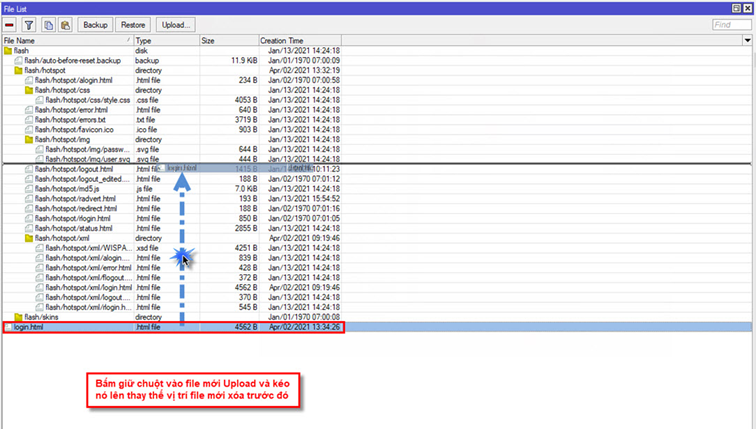 File List
Backup Restore Upload... Find
File Name / Type Size Creation Time
flash disk Jan/13/2021 14:24:18
flash/auto-before-reset.backup backup 11.9 KiB Jan/01/1970 07:00:09
flash/hotspot directory Apr/02/2021 13:32:19
flash/hotspot/alogin.html .html file 234 B Jan/02/1970 07:00:58
flash/hotspot/css directory Jan/13/2021 14:24:18
flash/hotspot/css/style.css .css file 4053 B Jan/13/2021 14:24:18
flash/hotspot/error.html .html file 640 B Jan/13/2021 14:24:18
flash/hotspot/errors.txt .txt file 3719 B Jan/13/2021 14:24:18
flash/hotspot/favicon.ico .ico file 903 B Jan/13/2021 14:24:18
flash/hotspot/img directory Jan/13/2021 14:24:18
flash/hotspot/img/passw... .svg file 644 B Jan/13/2021 14:24:18
flash/hotspot/img/user.svg .svg file 444 B Jan/13/2021 14:24:18
flash/hotspot/logout.html .html file login.html 10:11:23
flash/hotspot/logout_edited.... .html file 188 B Jan/02/1970 07:01:12
flash/hotspot/md5.js .js file 7.0 KiB Jan/13/2021 14:24:18
flash/hotspot/radvert.html .html file 193 B Jan/13/2021 15:54:52
flash/hotspot/redirect.html .html file 188 B Jan/02/1970 07:01:16
flash/hotspot/rlogin.html .html file 850 B Jan/02/1970 07:01:05
flash/hotspot/status.html .html file 2855 B Jan/13/2021 14:24:18
flash/hotspot/xml directory Apr/02/2021 09:19:46
flash/hotspot/xml/WISPA... .xsd file 4251 B Jan/13/2021 14:24:18
flash/hotspot/xml/alogin.... .html file 839 B Jan/13/2021 14:24:18
flash/hotspot/xml/error.html .html file 428 B Jan/13/2021 14:24:18
flash/hotspot/xml/flogout.... .html file 372 B Jan/13/2021 14:24:18
flash/hotspot/xml/login.html .html file 4562 B Apr/02/2021 09:19:46
flash/hotspot/xml/logout.... .html file 370 B Jan/13/2021 14:24:18
flash/hotspot/xml/rlogin.h... .html file 545 B Jan/13/2021 14:24:18
flash/skins directory Jan/01/1970 07:00:08
login.html .html file 4562 B Apr/02/2021 13:34:26
Bấm giữ chuột vào file mới Upload và kéo
nó lên thay thế vị trí file mới xóa trước đó